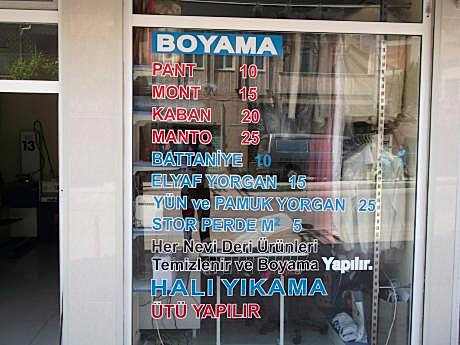 BOYAMA
PANT 10
MONT 15
KABAN 20
MANTO 25
BATTANİYE 10
ELYAF YORGAN 15
YÜN ve PAMUK YORGAN 25
STOR PERDE M 5
Her Nevi Deri Ürünleri
Temizlenir ve Boyama Yapılır.
HALI YIKAMA
ÜTÜ YAPILIR
13